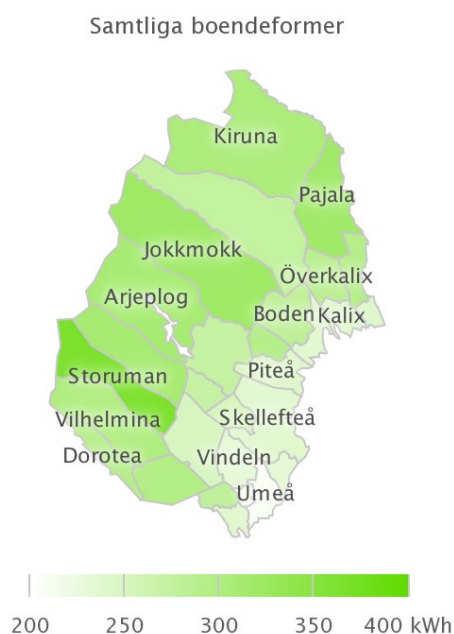 Samtliga boendeformer
Kiruna
Pajala
Jokkmokk
Överkalix
Arjeplog
Boden Kalix
Piteå
Storuman
Skellefteå
Vilhelmina
Dorotea
Vindeln
Umeå
200 250 300 350 400 kWh